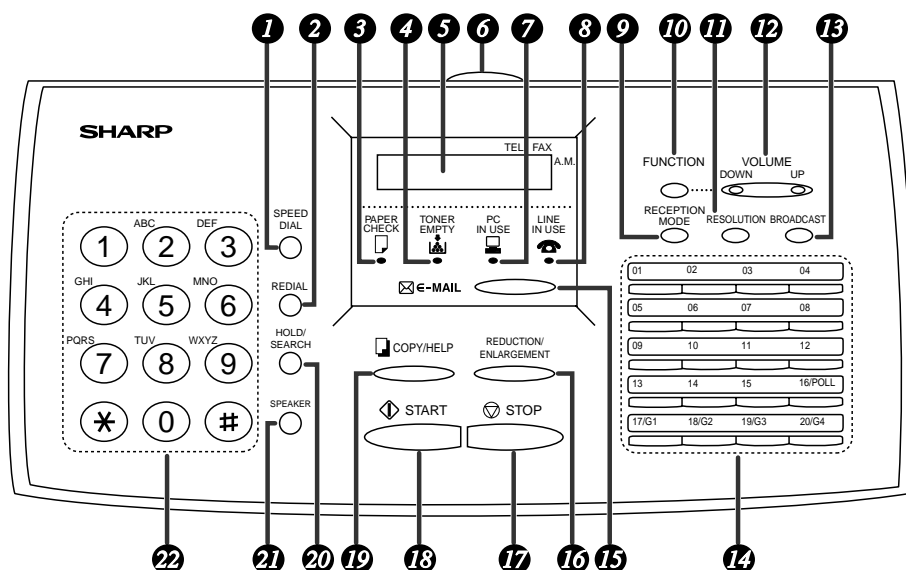 1 2 3 4 5 6 7 8 9 10 11 12 13
SHARP
TEL FAX
A.M.
FUNCTION
VOLUME
DOWN UP
PAPER CHECK
TONER EMPTY
PC IN USE
LINE IN USE
RECEPTION MODE
RESOLUTION
BROADCAST
E-MAIL
SPEED DIAL
REDIAL
HOLD/ SEARCH
SPEAKER
ABC DEF
1 2 3
GHI JKL MNO
4 5 6
PQRS TUV WXYZ
7 8 9
* 0 #
COPY/HELP
REDUCTION/ ENLARGEMENT
START
STOP
01 02 03 04
05 06 07 08
09 10 11 12
13 14 15 16/POLL
17/G1 18/G2 19/G3 20/G4
22 21 20 19 18 17 16 15 14